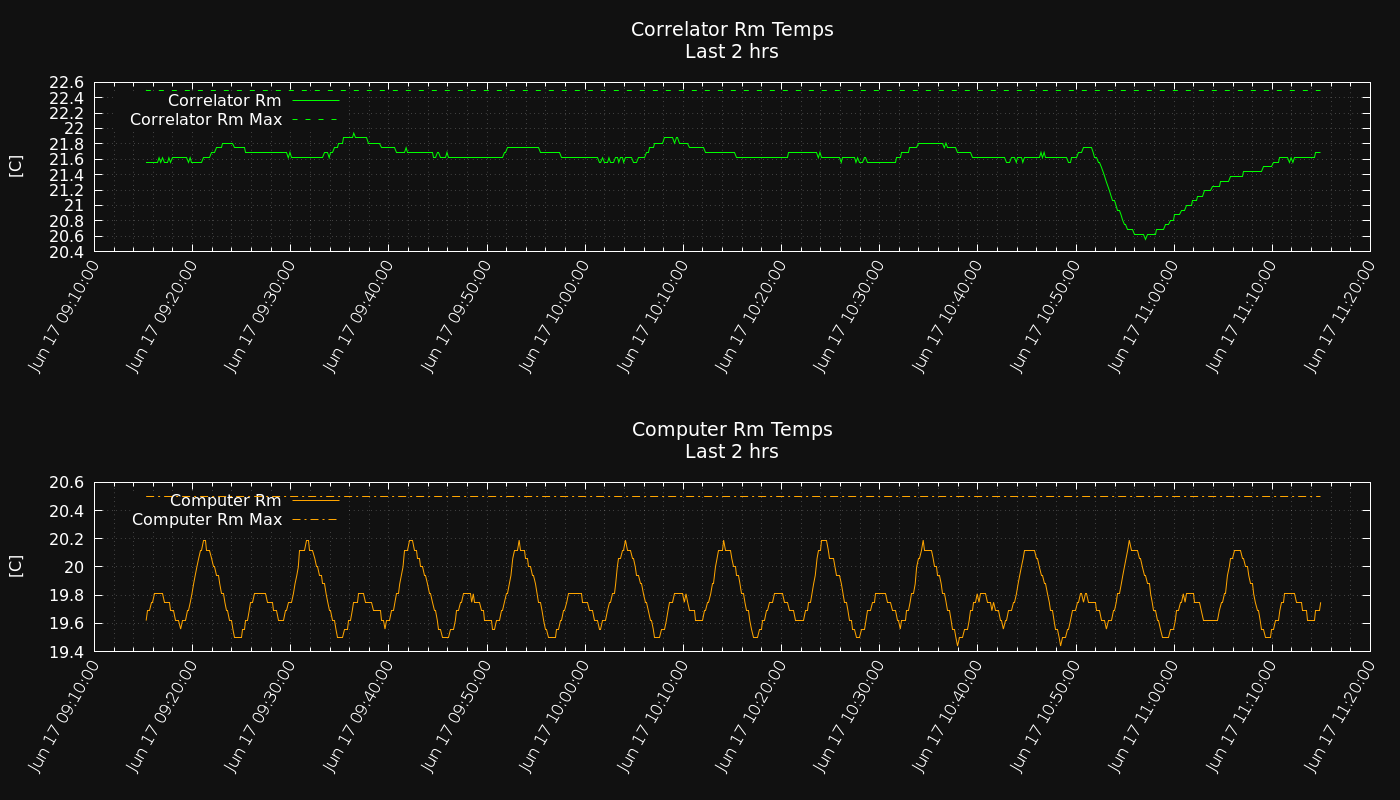 Correlator Rm Temps
Last 2 hrs
22.6
22.4
22.2
22
21.8
21.6
21.4
21.2
21
20.8
20.6
20.4
[C]
Correlator Rm
Correlator Rm Max
Jun 17 09:10:00
Jun 17 09:20:00
Jun 17 09:30:00
Jun 17 09:40:00
Jun 17 09:50:00
Jun 17 10:00:00
Jun 17 10:10:00
Jun 17 10:20:00
Jun 17 10:30:00
Jun 17 10:40:00
Jun 17 10:50:00
Jun 17 11:00:00
Jun 17 11:10:00
Jun 17 11:20:00
Computer Rm Temps
Last 2 hrs
20.6
20.4
20.2
20
19.8
19.6
19.4
[C]
Computer Rm
Computer Rm Max
Jun 17 09:10:00
Jun 17 09:20:00
Jun 17 09:30:00
Jun 17 09:40:00
Jun 17 09:50:00
Jun 17 10:00:00
Jun 17 10:10:00
Jun 17 10:20:00
Jun 17 10:30:00
Jun 17 10:40:00
Jun 17 10:50:00
Jun 17 11:00:00
Jun 17 11:10:00
Jun 17 11:20:00